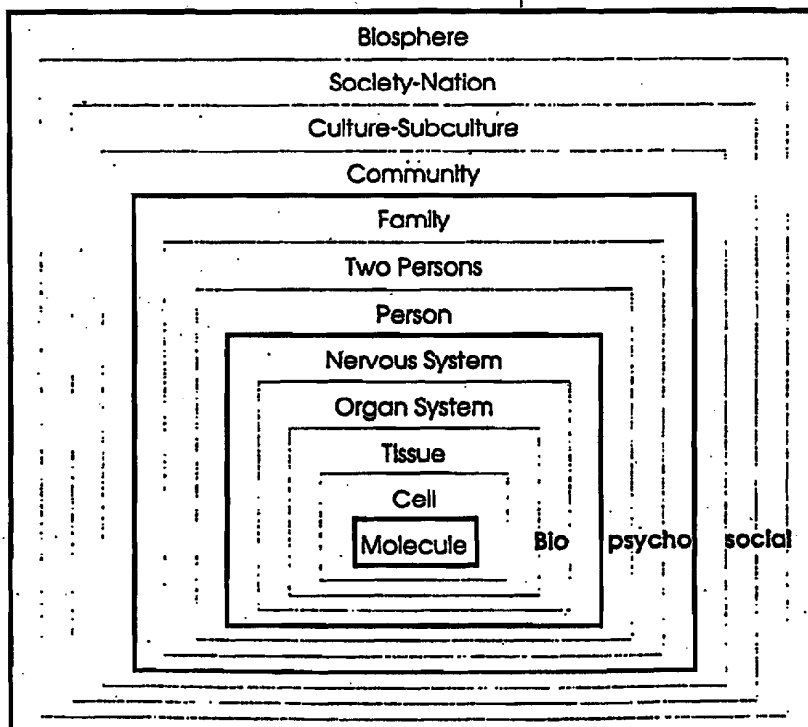 Biosphere
Society-Nation
Culture-Subculture
Community
Family
Two Persons
Person
Nervous System
Organ System
Tissue
Cell
Molecule Bio psycho social